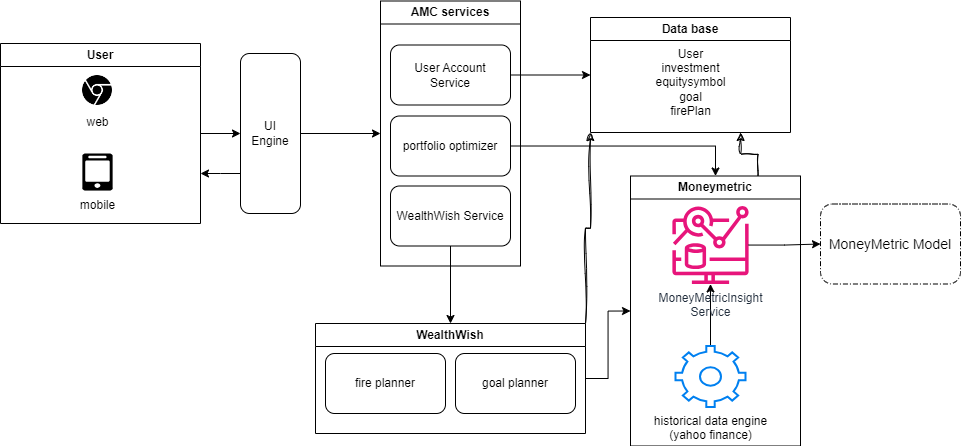 User
web
mobile
UI
Engine
AMC services
User Account
Service
portfolio optimizer
WealthWish Service
Data base
User
investment
equitysymbol
goal
firePlan
WealthWish
fire planner
goal planner
Moneymetric
MoneyMetricInsight
Service
historical data engine
(yahoo finance)
MoneyMetric Model